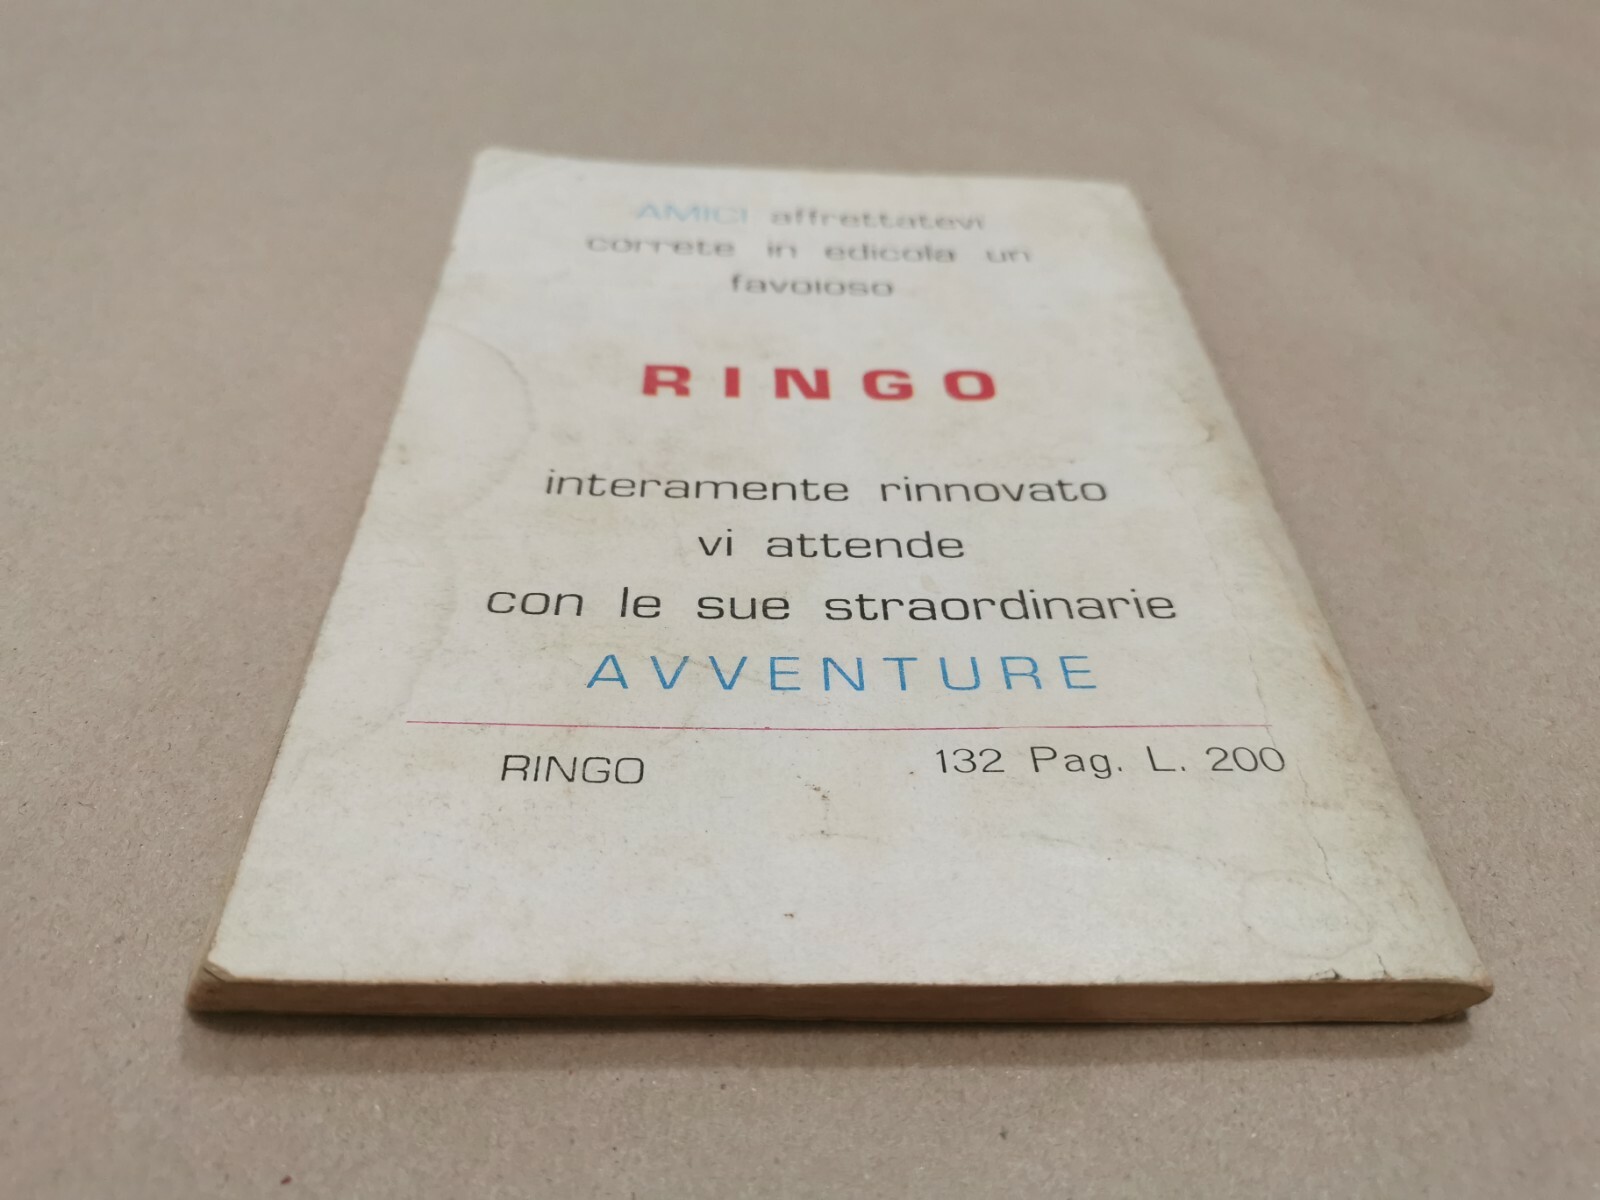 AMICI affrettatevi
correte in edicola un
favoloso
RINGO
interamente rinnovato
vi attende
con le sue straordinarie
AVVENTURE
RINGO 132 Pag. L. 200